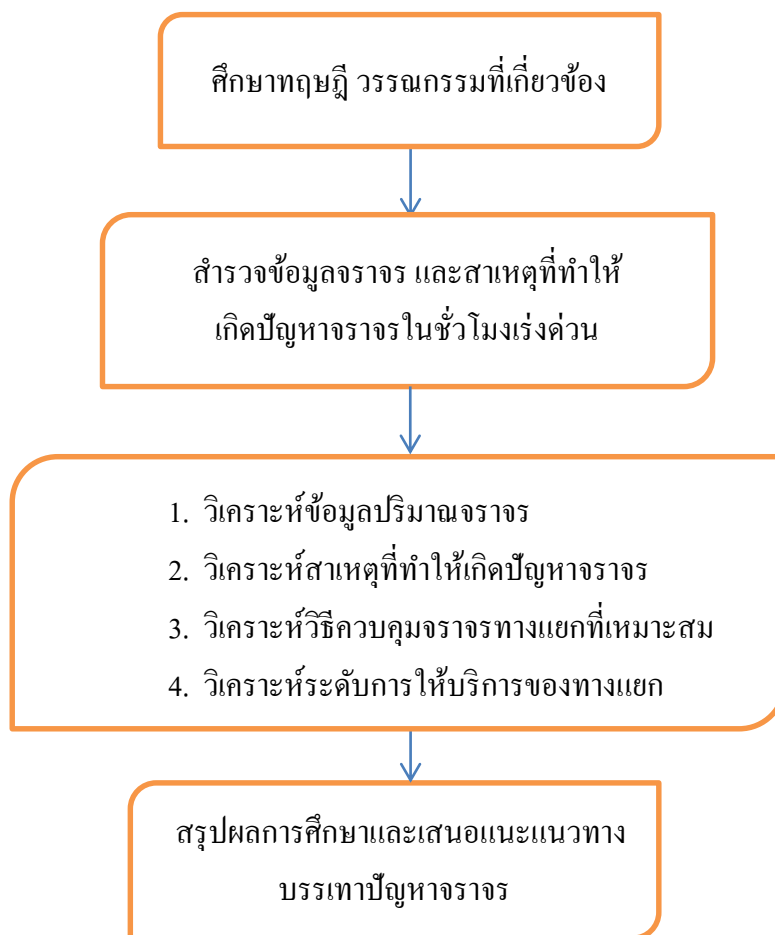 ศึกษาทฤษฎี วรรณกรรมที่เกี่ยวข้อง
สำรวจข้อมูลจราจร และสาเหตุที่ทำให้
เกิดปัญหาจราจรในชั่วโมงเร่งด่วน
1. วิเคราะห์ข้อมูลปริมาณจราจร
2. วิเคราะห์สาเหตุที่ทำให้เกิดปัญหาจราจร
3. วิเคราะห์วิธีควบคุมจราจรทางแยกที่เหมาะสม
4. วิเคราะห์ระดับการให้บริการของทางแยก
สรุปผลการศึกษาและเสนอแนะแนวทาง
บรรเทาปัญหาจราจร